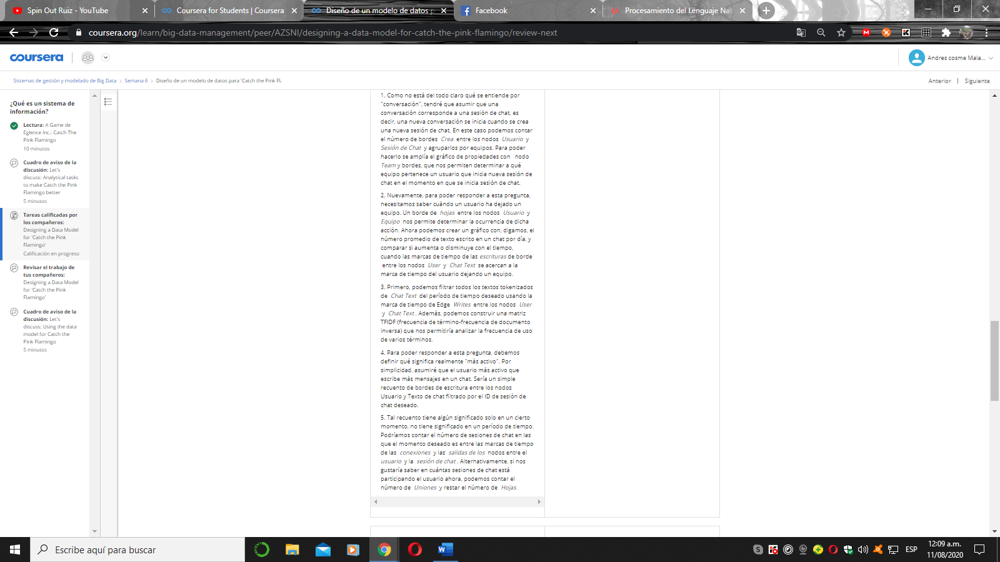 Spin Out Ruiz - YouTube
Coursera for Students | Coursera
Diseño de un modelo de datos p
Facebook
Procesamiento del Lenguaje Nat
coursera.org/learn/big-data-management/peer/AZSNI/designing-a-data-model-for-catch-the-pink-flamingo/review-next
coursera
Andres cosme Mala...
Sistemas de gestión y modelado de Big Data > Semana 6 > Diseño de un modelo de datos para 'Catch the Pink Fl
Anterior | Siguiente
¿Qué es un sistema de
información?
Lectura: A Game de
Eglence Inc.: Catch The
Pink Flamingo
10 minutos
Cuadro de aviso de la
discusión: Let's
discuss: Analytical tasks
to make Catch the Pink
Flamingo better
5 minutos
Tareas calificadas por
los compañeros:
Designing a Data Model
for 'Catch the Pink
Flamingo'
Calificación en progreso
Revisar el trabajo de
tus compañeros:
Designing a Data Model
for 'Catch the Pink
Flamingo'
Cuadro de aviso de la
discusión: Let's
discuss: Using the data
model for Catch the
Pink Flamingo
5 minutos
1. Como no está del todo claro qué se entiende por
"conversación", tendré que asumir que una
conversación corresponde a una sesión de chat, es
decir, una nueva conversación se inicia cuando se crea
una nueva sesión de chat. En este caso podemos contar
el número de bordes Crea entre los nodos Usuario y
Sesión de Chat y agruparlos por equipos. Para poder
hacerlo se amplía el gráfico de propiedades con nodo
Team y bordes, que nos permiten determinar a qué
equipo pertenece un usuario que inicia nueva sesión de
chat en el momento en que se inicia sesión de chat.
2. Nuevamente, para poder responder a esta pregunta,
necesitamos saber cuándo un usuario ha dejado un
equipo. Un borde de hojas entre los nodos Usuario y
Equipo nos permite determinar la ocurrencia de dicha
acción. Ahora podemos crear un gráfico con, digamos, el
número promedio de texto escrito en un chat por día, y
comparar si aumenta o disminuye con el tiempo,
cuando las marcas de tiempo de las escrituras de borde
entre los nodos User y Chat Text se acercan a la
marca de tiempo del usuario dejando un equipo.
3. Primero, podemos filtrar todos los textos tokenizados
de Chat Text del período de tiempo deseado usando la
marca de tiempo de Edge Writes entre los nodos User
y Chat Text . Además, podemos construir una matriz
TFIDF (frecuencia de término-frecuencia de documento
inversa) que nos permitiría analizar la frecuencia de uso
de varios términos.
4. Para poder responder a esta pregunta, debemos
definir qué significa realmente "más activo". Por
simplicidad, asumiré que el usuario más activo que
escribe más mensajes en un chat. Sería un simple
recuento de bordes de escritura entre los nodos
Usuario y Texto de chat filtrado por el ID de sesión de
chat deseado.
5. Tal recuento tiene algún significado solo en un cierto
momento, no tiene significado en un período de tiempo.
Podríamos contar el número de sesiones de chat en las
que el momento deseado es entre las marcas de tiempo
de las conexiones y las salidas de los nodos entre el
usuario y la sesión de chat . Alternativamente, si nos
gustaría saber en cuántas sesiones de chat está
participando el usuario ahora, podemos contar el
número de Uniones y restar el número de Hojas
Escribe aquí para buscar
ESP
12:09 a.m.
11/08/2020